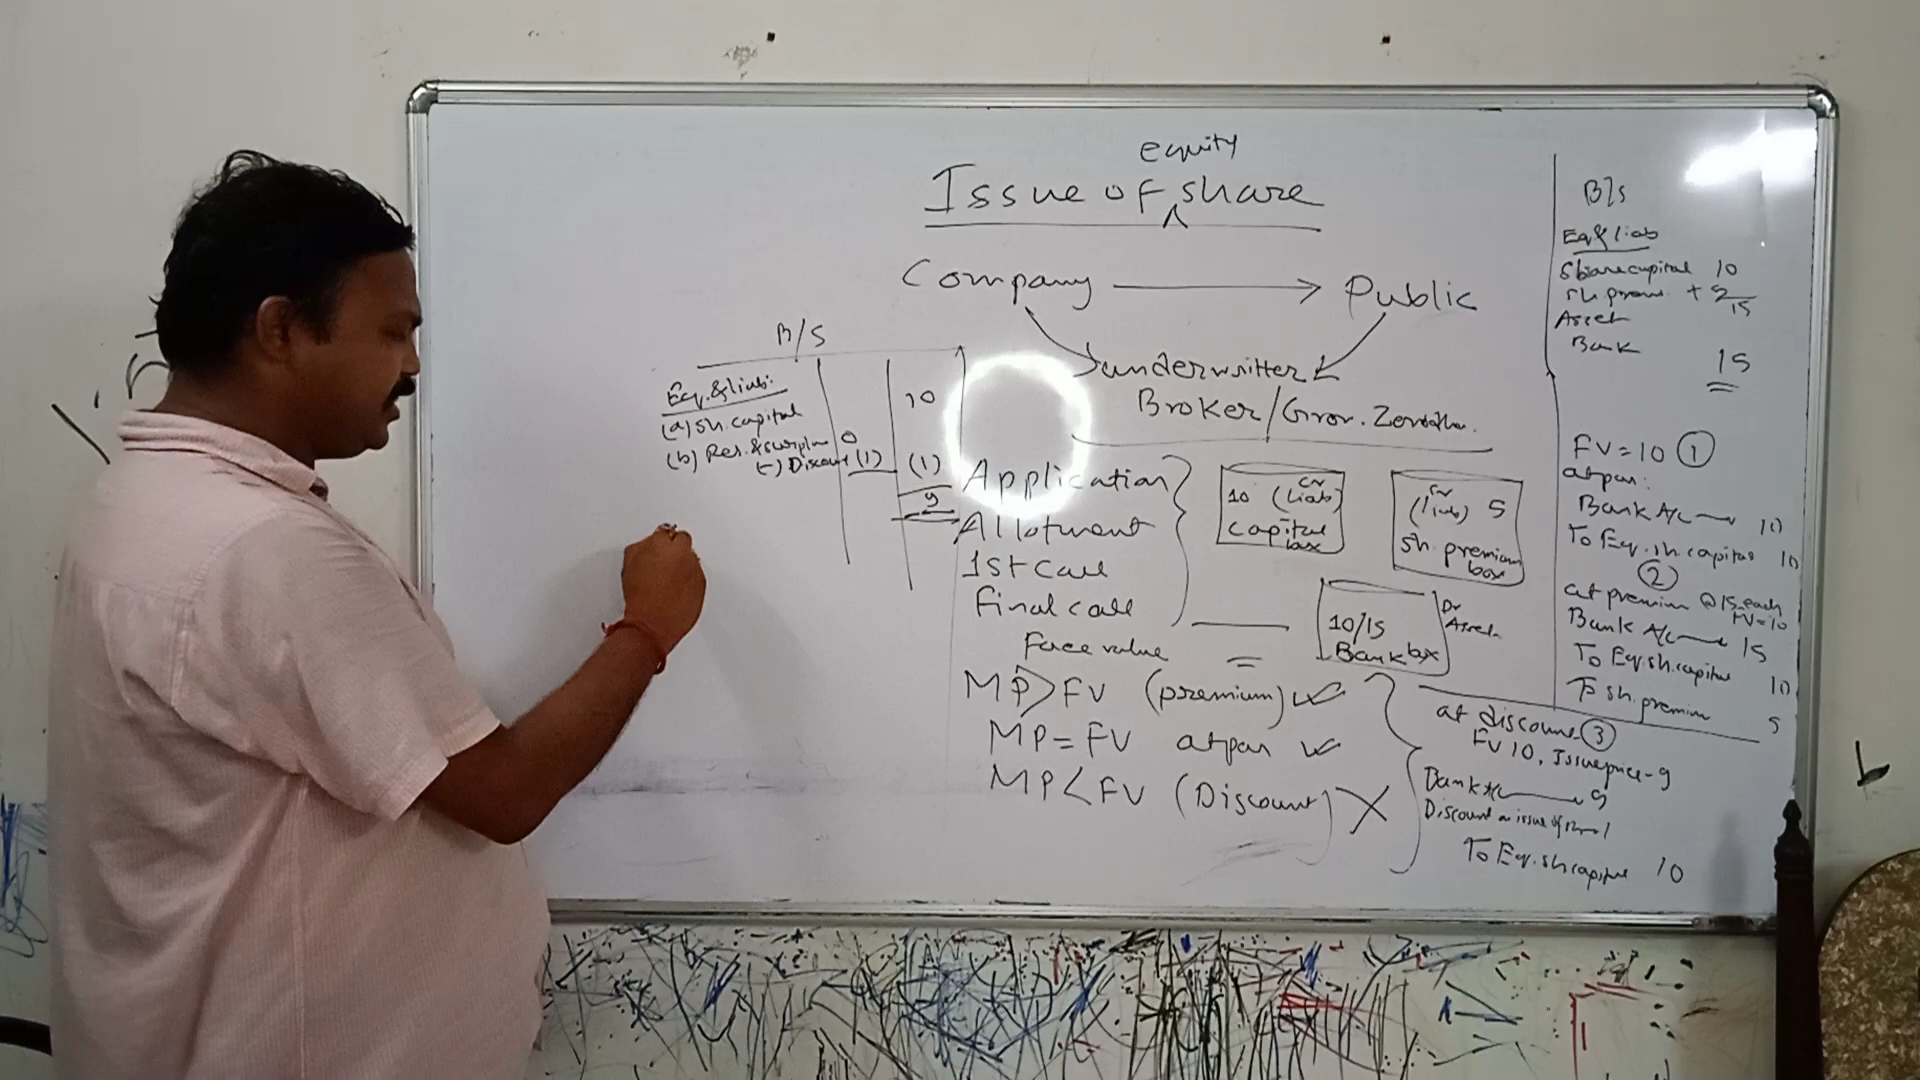 equity
Issue of ^ share
Company → Public
underwritter
Broker/
B/S
Eq. & liab:
(a) sh. capital 10
(b) Res. & surplus 0
(-) Discount (1) (1)
9
Application
Allotment
1st call
Final call
10 (liab) Cr
capital box
Cr
(liab) 5
sh. premium box
10/15
Bank box
Dr
Asset
Face value
MP > FV (premium) ✓
MP = FV at par ✓
MP < FV (Discount) X
B/S
Eq & liab
Share capital 10
sh prem. + 5
15
Asset
Bank 15
FV = 10 ①
at par:
Bank A/c 10
To Eq. sh. capital 10
②
at premium @ 15 each
FV = 10
Bank A/c 15
To Eq. sh. capital 10
To sh. premium 5
at discount ③
FV 10, Issue price - 9
Bank A/c 9
Discount on issue of 1
To Eq. sh capital 10